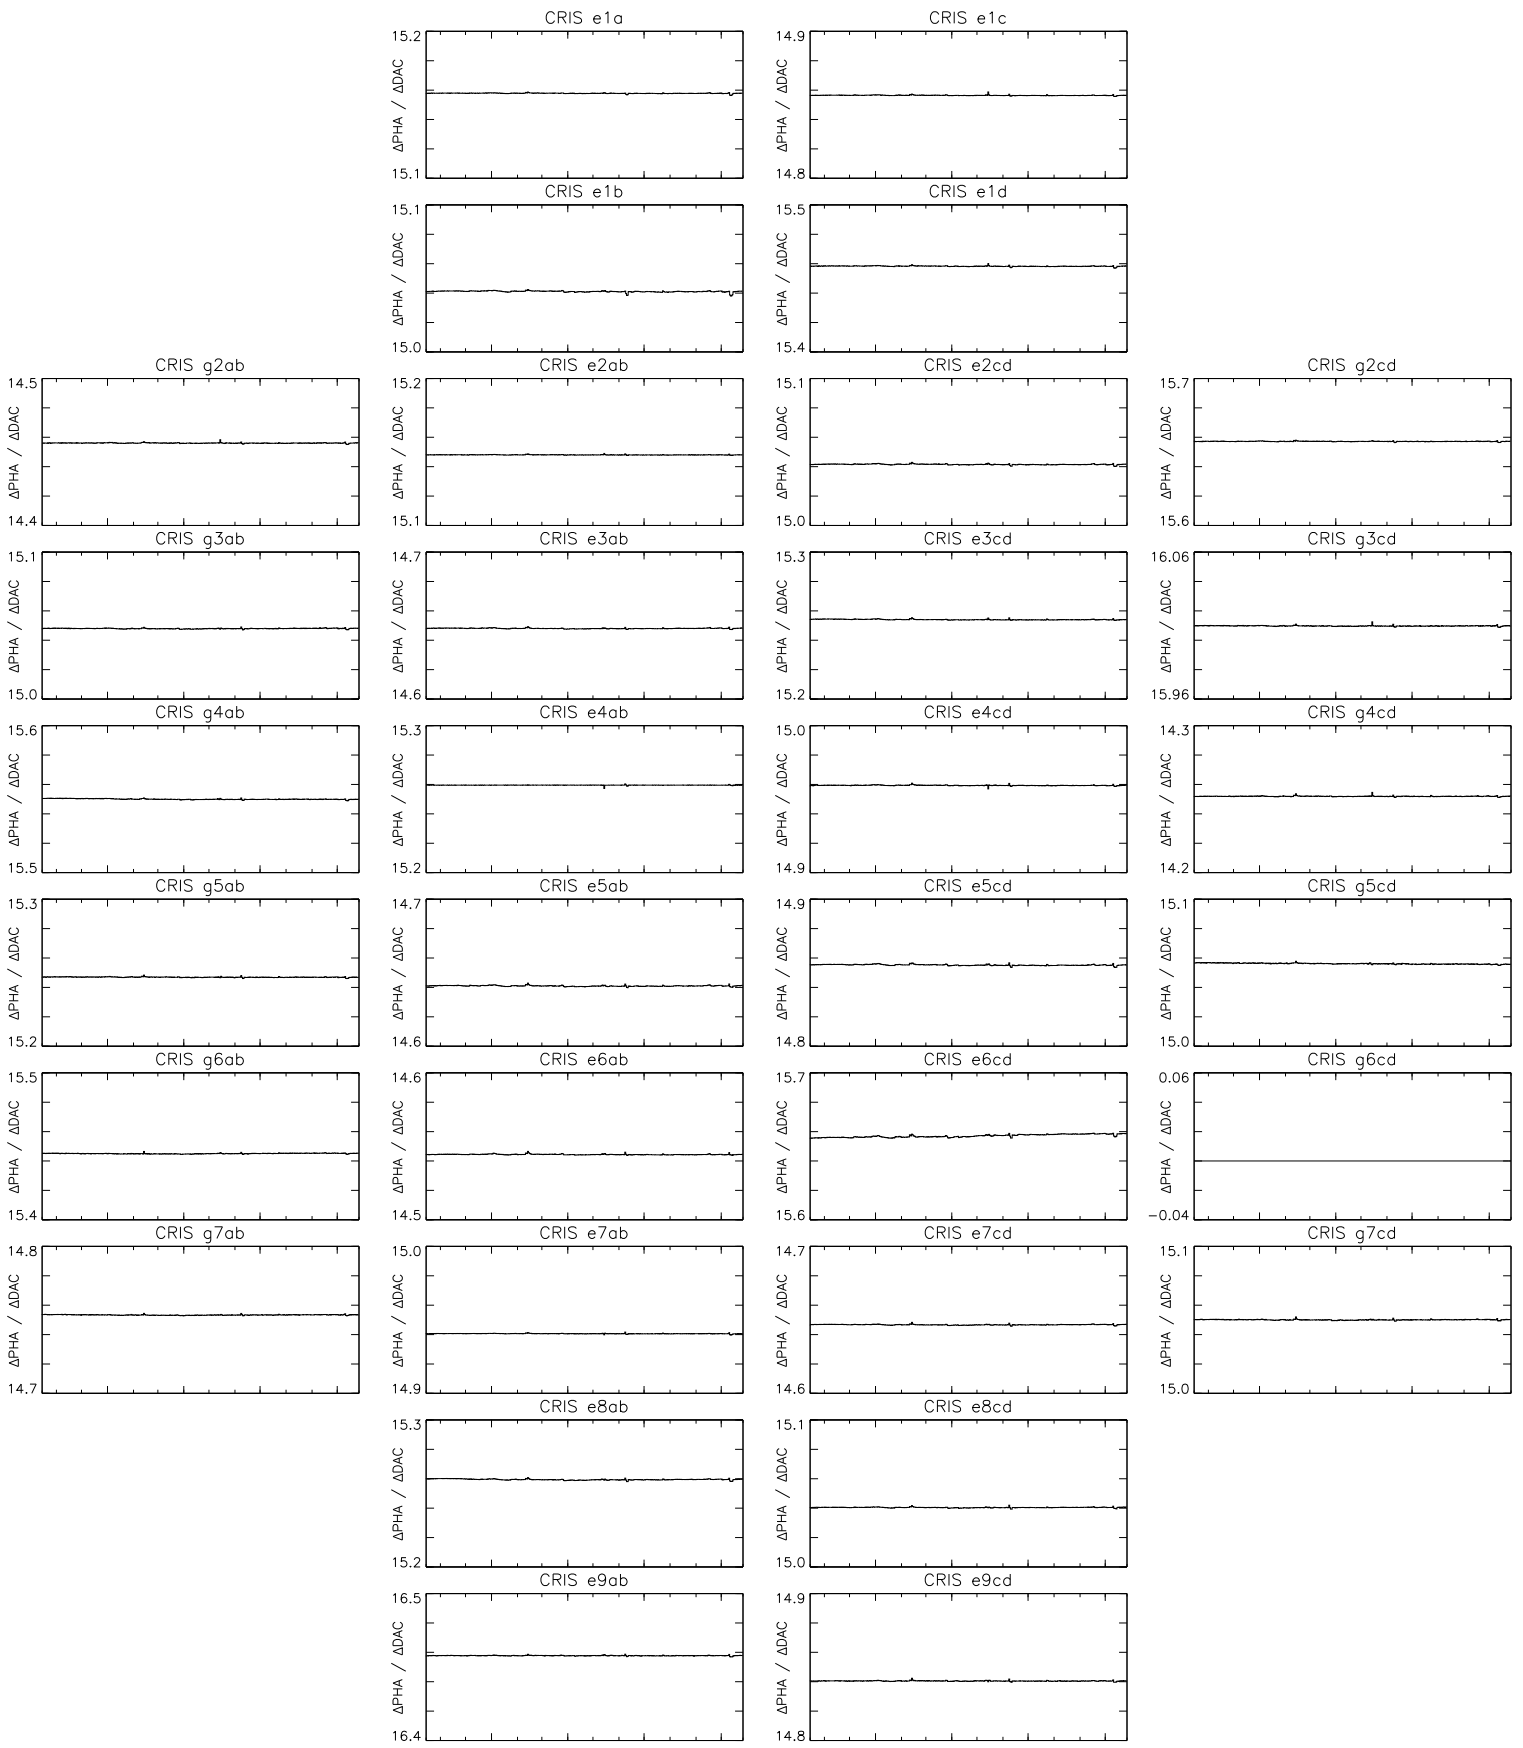 CRIS e1a
CRIS e1c
15.2
ΔPHA / ΔDAC
15.1
14.9
ΔPHA / ΔDAC
14.8
CRIS e1b
CRIS e1d
15.1
ΔPHA / ΔDAC
15.0
15.5
ΔPHA / ΔDAC
15.4
CRIS g2ab
CRIS e2ab
CRIS e2cd
CRIS g2cd
14.5
ΔPHA / ΔDAC
14.4
15.2
ΔPHA / ΔDAC
15.1
15.1
ΔPHA / ΔDAC
15.0
15.7
ΔPHA / ΔDAC
15.6
CRIS g3ab
CRIS e3ab
CRIS e3cd
CRIS g3cd
15.1
ΔPHA / ΔDAC
15.0
14.7
ΔPHA / ΔDAC
14.6
15.3
ΔPHA / ΔDAC
15.2
16.06
ΔPHA / ΔDAC
15.96
CRIS g4ab
CRIS e4ab
CRIS e4cd
CRIS g4cd
15.6
ΔPHA / ΔDAC
15.5
15.3
ΔPHA / ΔDAC
15.2
15.0
ΔPHA / ΔDAC
14.9
14.3
ΔPHA / ΔDAC
14.2
CRIS g5ab
CRIS e5ab
CRIS e5cd
CRIS g5cd
15.3
ΔPHA / ΔDAC
15.2
14.7
ΔPHA / ΔDAC
14.6
14.9
ΔPHA / ΔDAC
14.8
15.1
ΔPHA / ΔDAC
15.0
CRIS g6ab
CRIS e6ab
CRIS e6cd
CRIS g6cd
15.5
ΔPHA / ΔDAC
15.4
14.6
ΔPHA / ΔDAC
14.5
15.7
ΔPHA / ΔDAC
15.6
0.06
ΔPHA / ΔDAC
−0.04
CRIS g7ab
CRIS e7ab
CRIS e7cd
CRIS g7cd
14.8
ΔPHA / ΔDAC
14.7
15.0
ΔPHA / ΔDAC
14.9
14.7
ΔPHA / ΔDAC
14.6
15.1
ΔPHA / ΔDAC
15.0
CRIS e8ab
CRIS e8cd
15.3
ΔPHA / ΔDAC
15.2
15.1
ΔPHA / ΔDAC
15.0
CRIS e9ab
CRIS e9cd
16.5
ΔPHA / ΔDAC
16.4
14.9
ΔPHA / ΔDAC
14.8